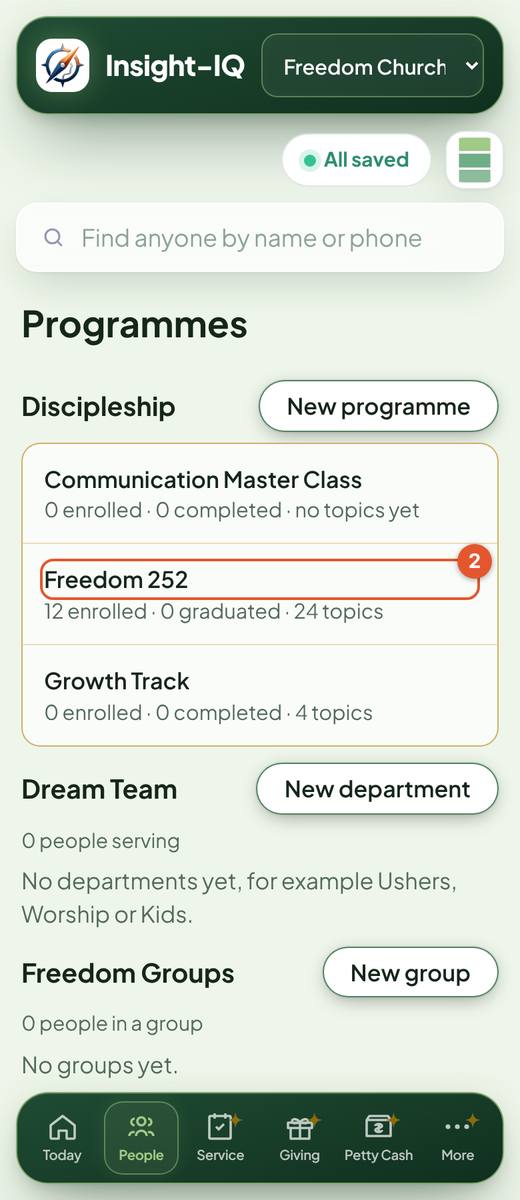 Insight-IQ
Freedom Church
All saved
Find anyone by name or phone
Programmes
Discipleship
New programme
Communication Master Class
0 enrolled · 0 completed · no topics yet
2
Freedom 252
12 enrolled · 0 graduated · 24 topics
Growth Track
0 enrolled · 0 completed · 4 topics
Dream Team
New department
0 people serving
No departments yet, for example Ushers,
Worship or Kids.
Freedom Groups
New group
0 people in a group
No groups yet.
Today
People
Service
Giving
Petty Cash
More